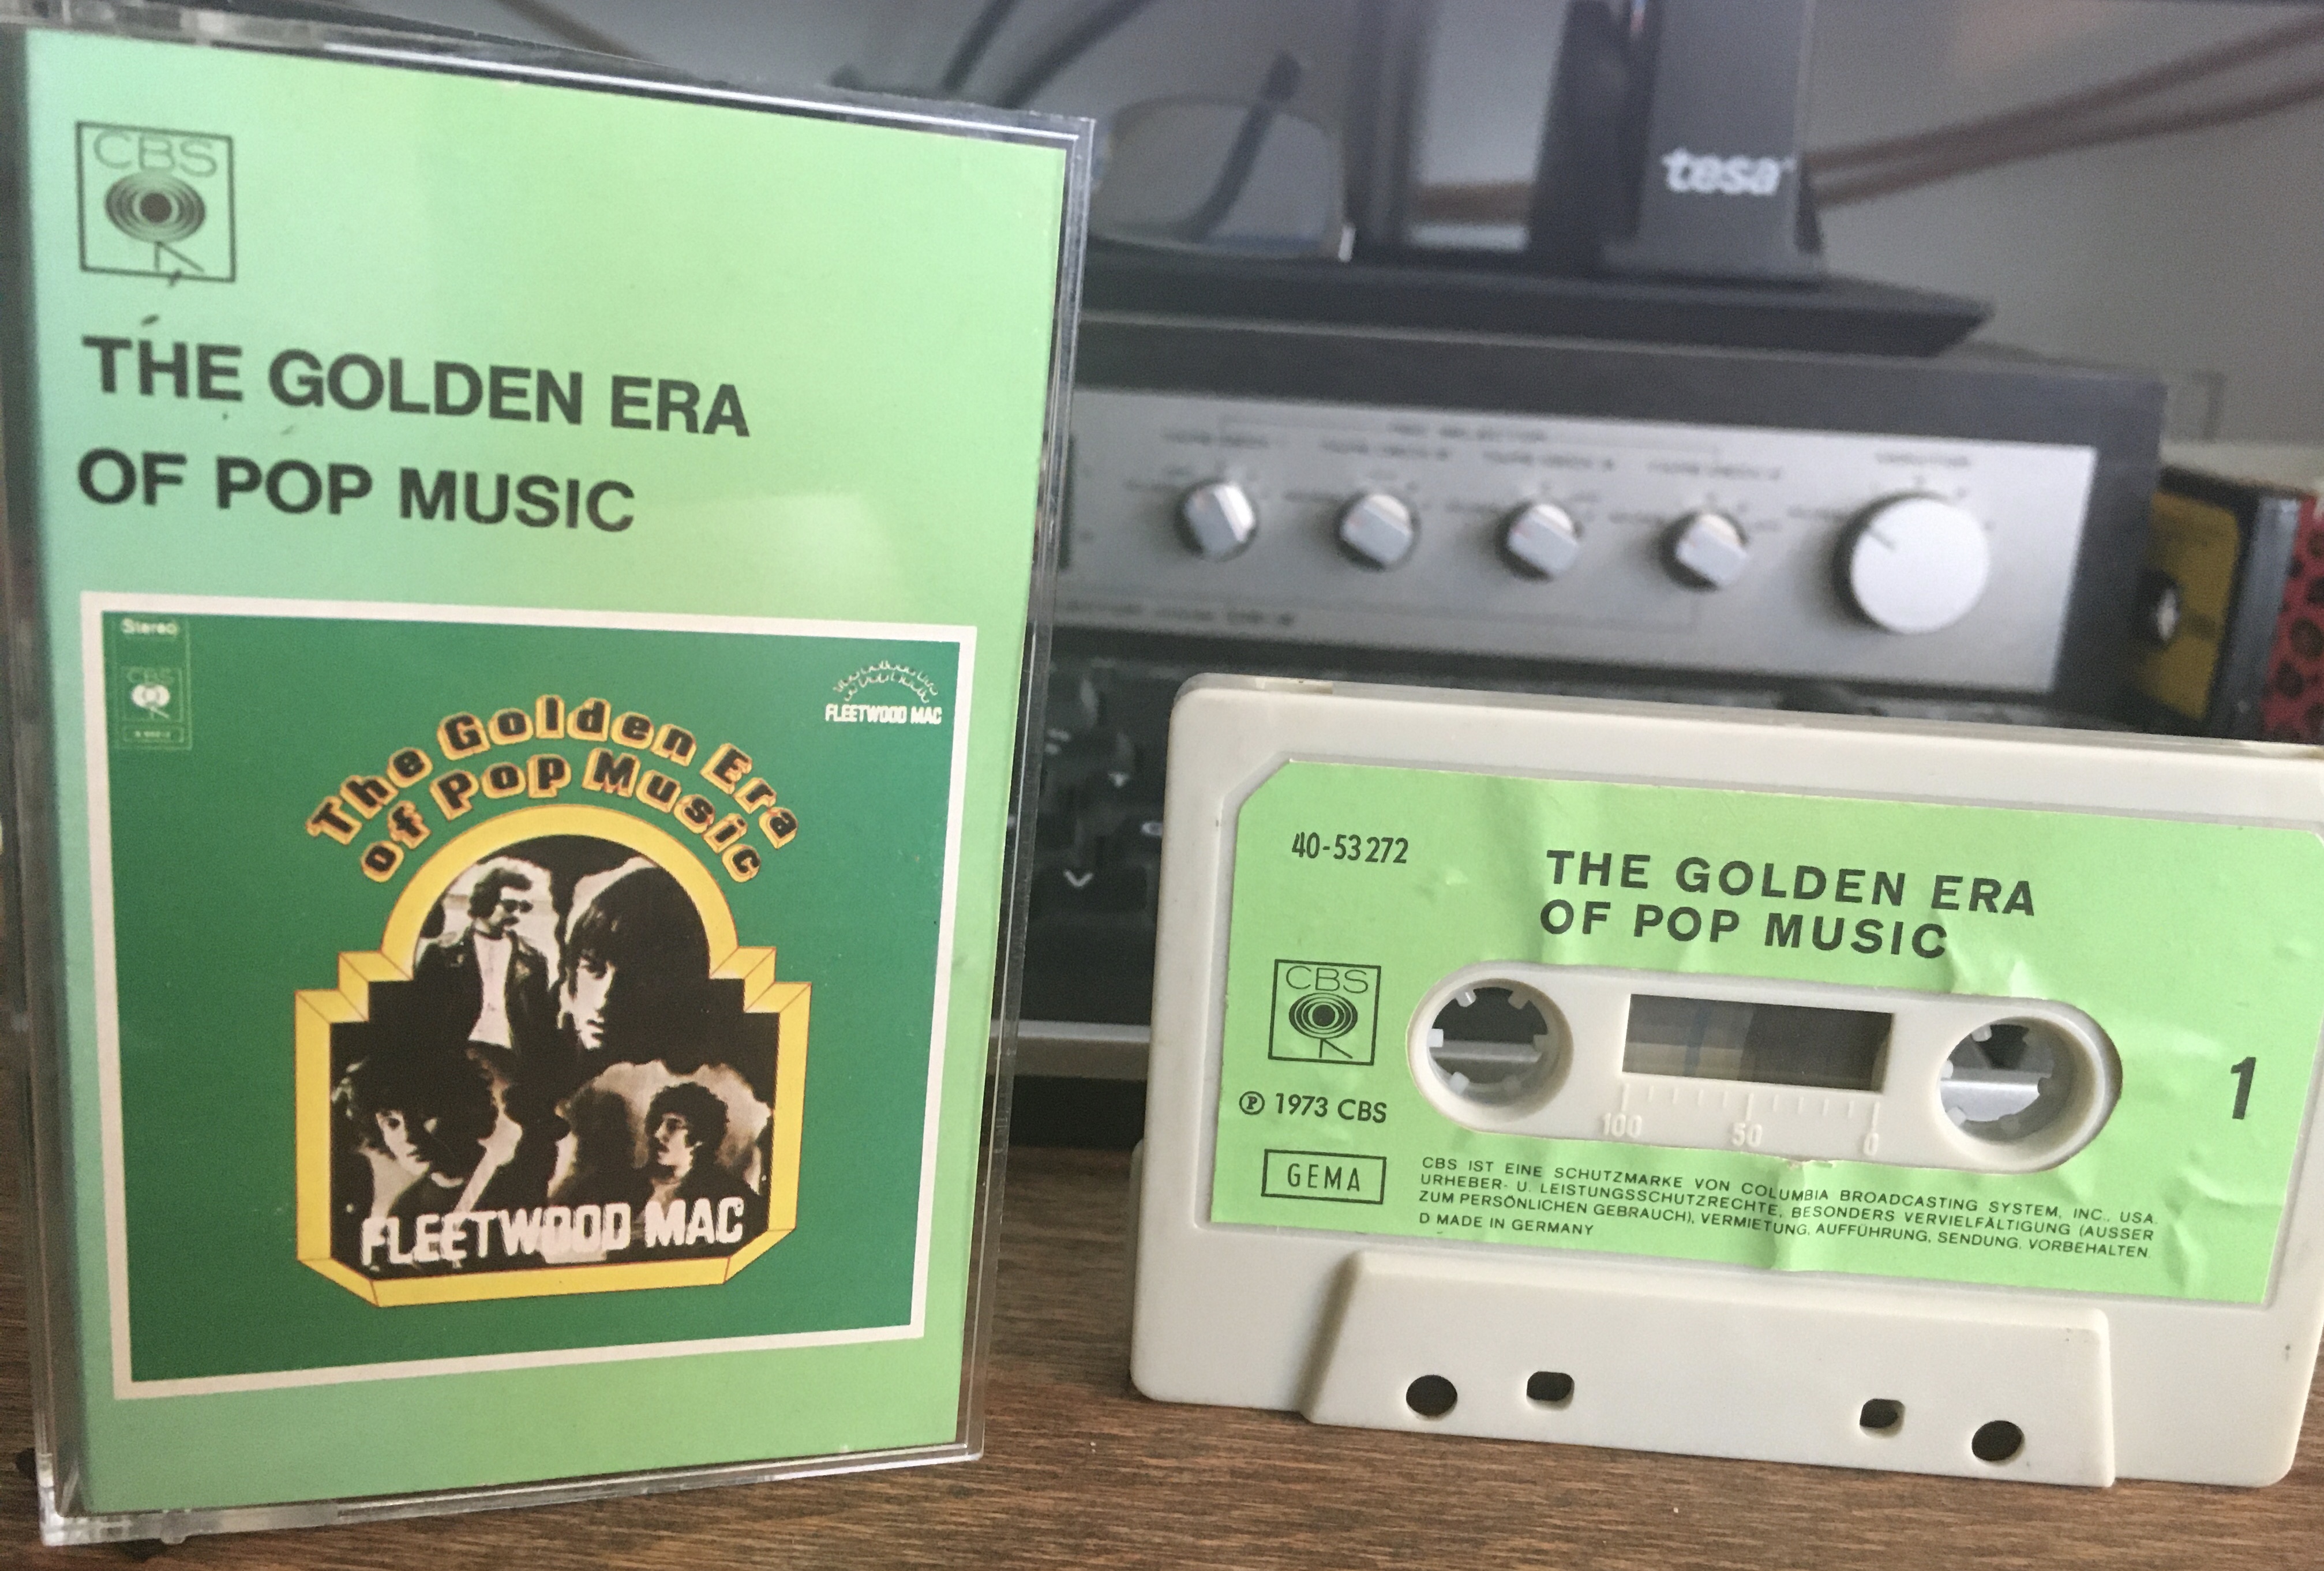 CBS
THE GOLDEN ERA
OF POP MUSIC
Stereo
CBS
FLEETWOOD MAC
The Golden Era
of Pop Music
FLEETWOOD MAC
tesa
40-53272
THE GOLDEN ERA
OF POP MUSIC
CBS
℗ 1973 CBS
GEMA
1
100 50 0
CBS IST EINE SCHUTZMARKE VON COLUMBIA BROADCASTING SYSTEM, INC., USA.
URHEBER- U. LEISTUNGSSCHUTZRECHTE, BESONDERS VERVIELFÄLTIGUNG (AUSSER
ZUM PERSÖNLICHEN GEBRAUCH), VERMIETUNG, AUFFÜHRUNG, SENDUNG, VORBEHALTEN.
D MADE IN GERMANY